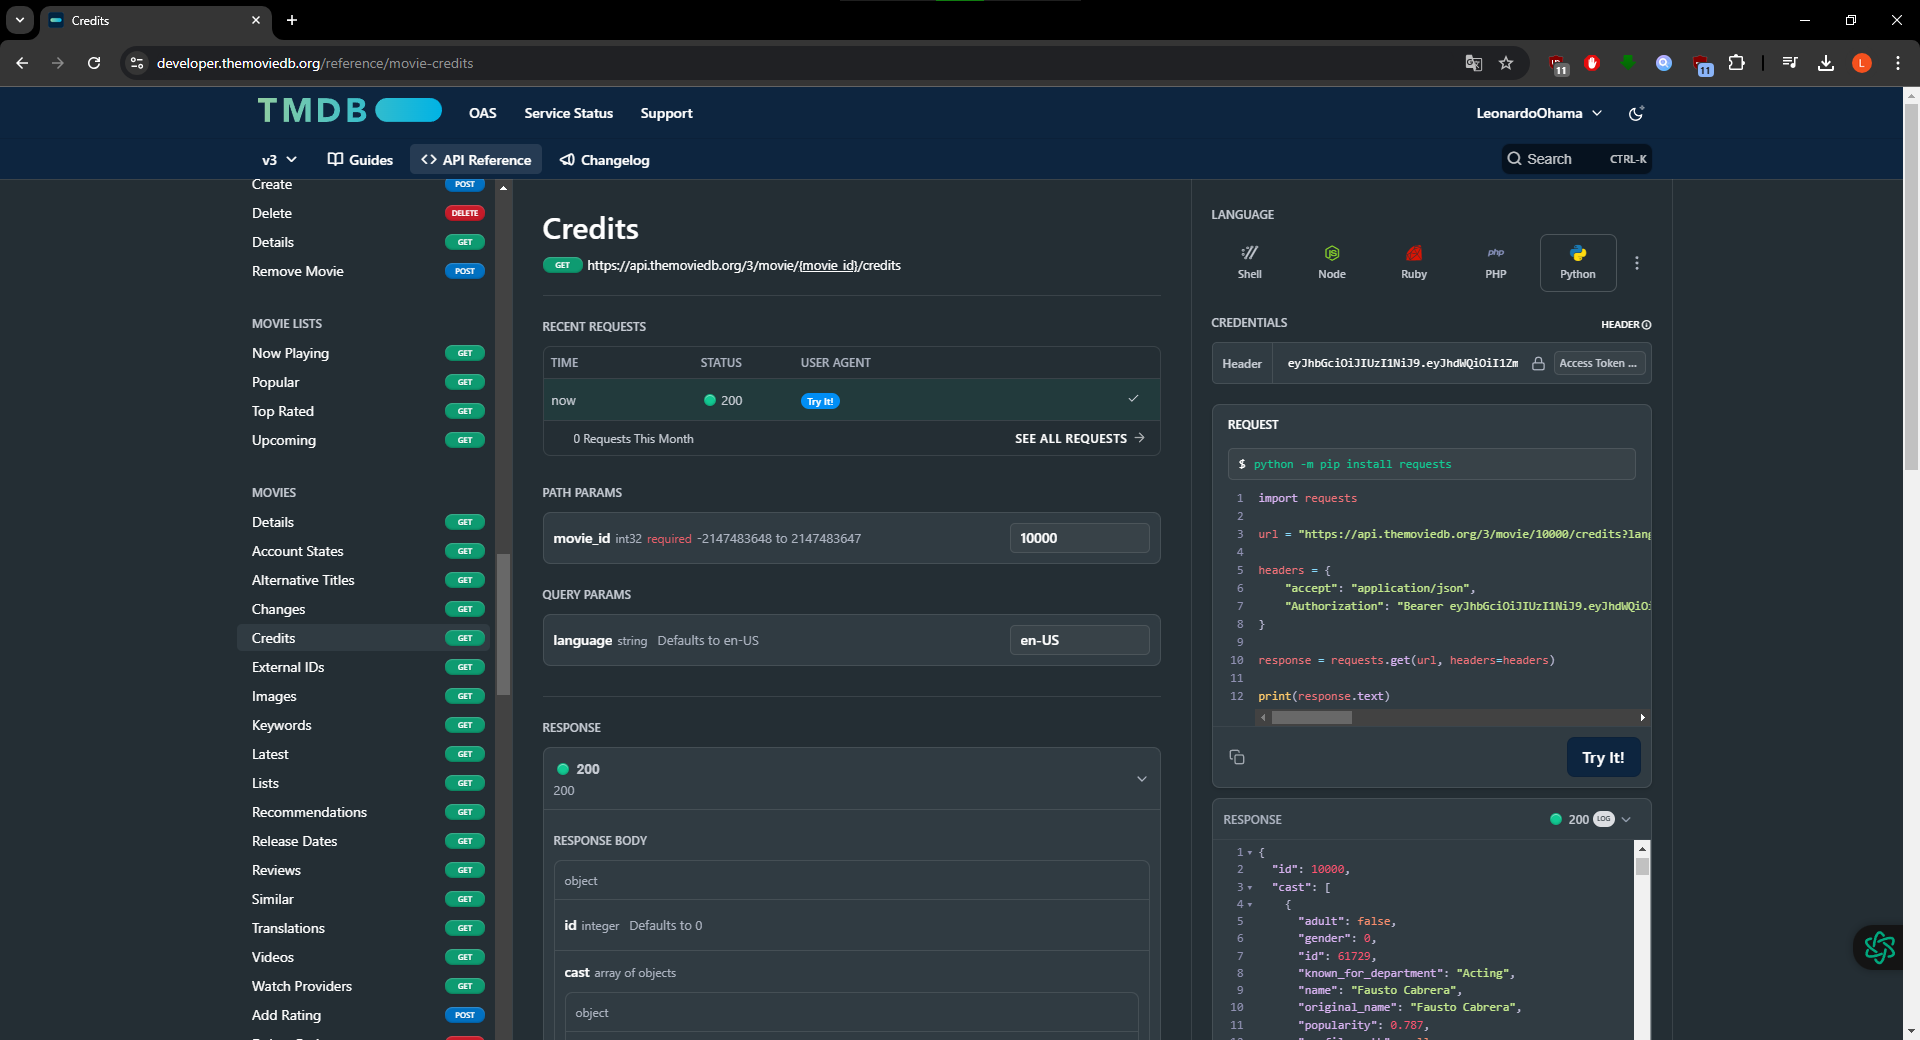 Credits
developer.themoviedb.org/reference/movie-credits
11
11
L
TMDB
OAS
Service Status
Support
LeonardoOhama
v3
Guides
<> API Reference
Changelog
Search
CTRL-K
Create POST
Delete DELETE
Details GET
Remove Movie POST
MOVIE LISTS
Now Playing GET
Popular GET
Top Rated GET
Upcoming GET
MOVIES
Details GET
Account States GET
Alternative Titles GET
Changes GET
Credits GET
External IDs GET
Images GET
Keywords GET
Latest GET
Lists GET
Recommendations GET
Release Dates GET
Reviews GET
Similar GET
Translations GET
Videos GET
Watch Providers GET
Add Rating POST
Credits
GET https://api.themoviedb.org/3/movie/{movie_id}/credits
RECENT REQUESTS
TIME STATUS USER AGENT
now 200 Try It!
0 Requests This Month SEE ALL REQUESTS
PATH PARAMS
movie_id int32 required -2147483648 to 2147483647 10000
QUERY PARAMS
language string Defaults to en-US en-US
RESPONSE
200
200
RESPONSE BODY
object
id integer Defaults to 0
cast array of objects
object
LANGUAGE
Shell
Node
Ruby
php
PHP
Python
CREDENTIALS HEADER
Header eyJhbGciOiJIUzI1NiJ9.eyJhdWQiOiI1Zm Access Token ...
REQUEST
$ python -m pip install requests
1 import requests
2
3 url = "https://api.themoviedb.org/3/movie/10000/credits?lang
4
5 headers = {
6 "accept": "application/json",
7 "Authorization": "Bearer eyJhbGciOiJIUzI1NiJ9.eyJhdWQiOi
8 }
9
10 response = requests.get(url, headers=headers)
11
12 print(response.text)
Try It!
RESPONSE 200 LOG
1 {
2 "id": 10000,
3 "cast": [
4 {
5 "adult": false,
6 "gender": 0,
7 "id": 61729,
8 "known_for_department": "Acting",
9 "name": "Fausto Cabrera",
10 "original_name": "Fausto Cabrera",
11 "popularity": 0.787,